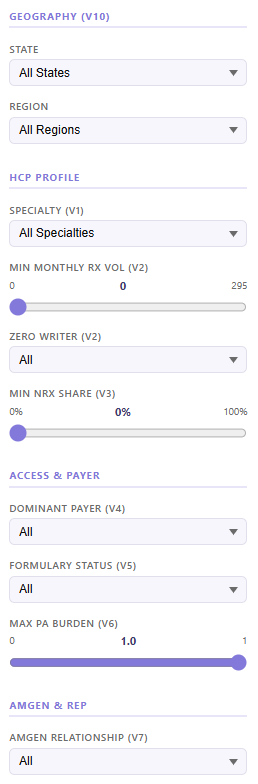 GEOGRAPHY (V10)
STATE
All States
REGION
All Regions
HCP PROFILE
SPECIALTY (V1)
All Specialties
MIN MONTHLY RX VOL (V2)
0 0 295
ZERO WRITER (V2)
All
MIN NRX SHARE (V3)
0% 0% 100%
ACCESS & PAYER
DOMINANT PAYER (V4)
All
FORMULARY STATUS (V5)
All
MAX PA BURDEN (V6)
0 1.0 1
AMGEN & REP
AMGEN RELATIONSHIP (V7)
All